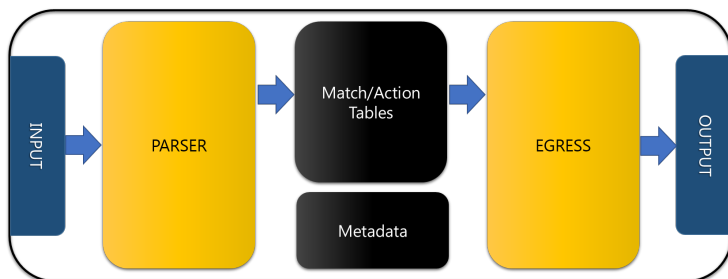 INPUT
PARSER
Match/Action
Tables
Metadata
EGRESS
OUTPUT